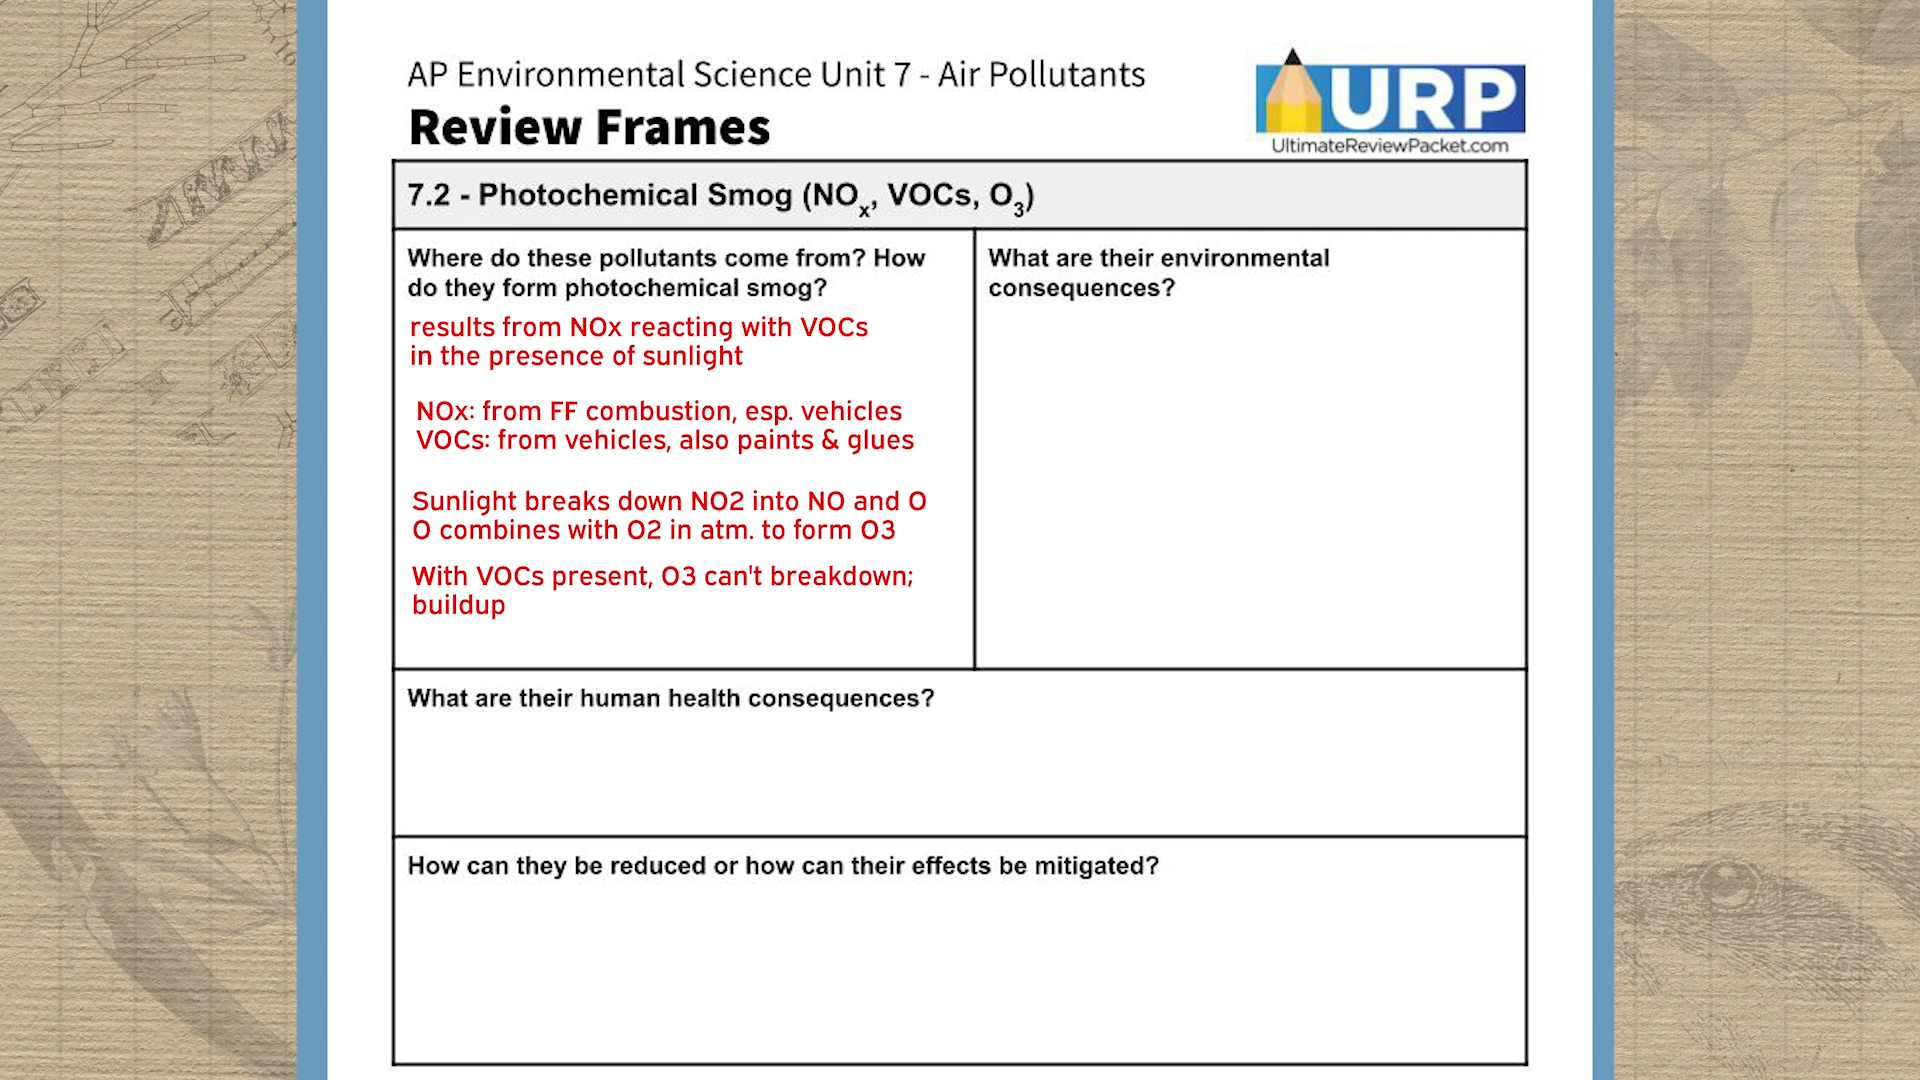 AP Environmental Science Unit 7 - Air Pollutants
Review Frames
URP
UltimateReviewPacket.com
7.2 - Photochemical Smog (NOx, VOCs, O3)
Where do these pollutants come from? How
do they form photochemical smog?
results from NOx reacting with VOCs
in the presence of sunlight
NOx: from FF combustion, esp. vehicles
VOCs: from vehicles, also paints & glues
Sunlight breaks down NO2 into NO and O
O combines with O2 in atm. to form O3
With VOCs present, O3 can't breakdown;
buildup
What are their environmental
consequences?
What are their human health consequences?
How can they be reduced or how can their effects be mitigated?